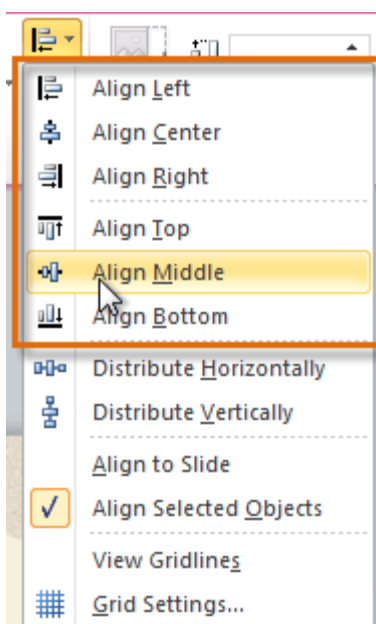 Align Left
Align Center
Align Right
Align Top
Align Middle
Align Bottom
Distribute Horizontally
Distribute Vertically
Align to Slide
Align Selected Objects
View Gridlines
Grid Settings...